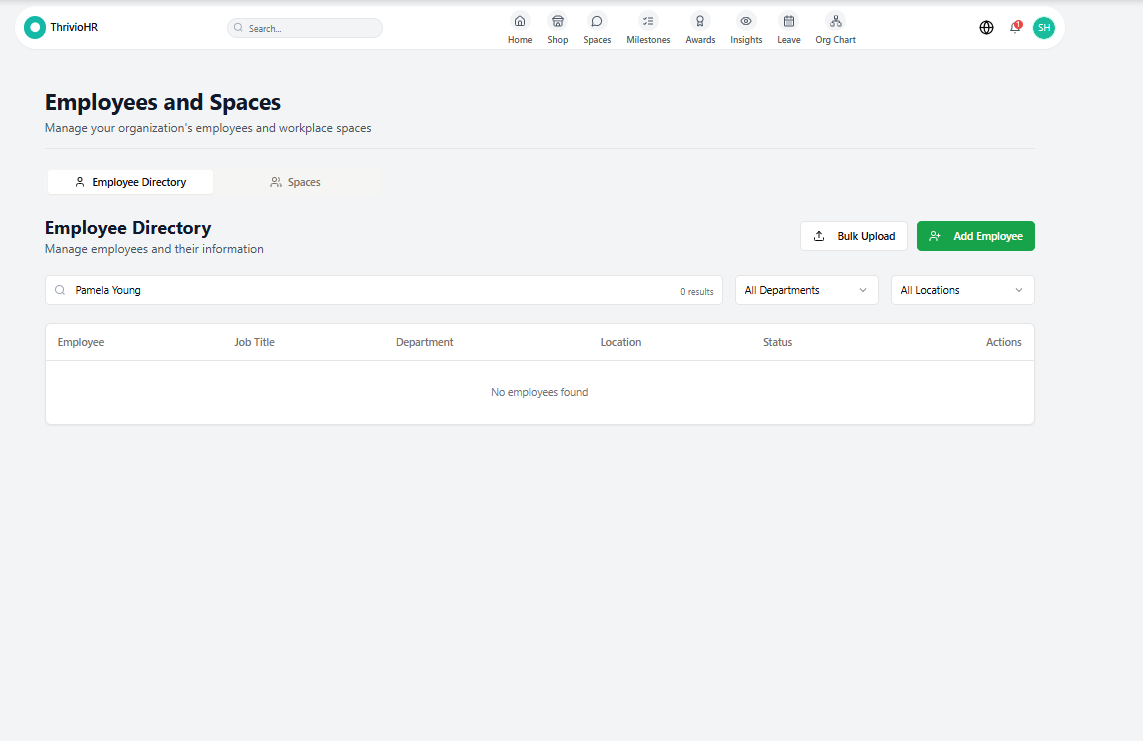 ThrivioHR
Search...
Home Shop Spaces Milestones Awards Insights Leave Org Chart
1
SH
Employees and Spaces
Manage your organization's employees and workplace spaces
Employee Directory Spaces
Employee Directory
Manage employees and their information
Bulk Upload Add Employee
Pamela Young 0 results All Departments All Locations
Employee Job Title Department Location Status Actions
No employees found